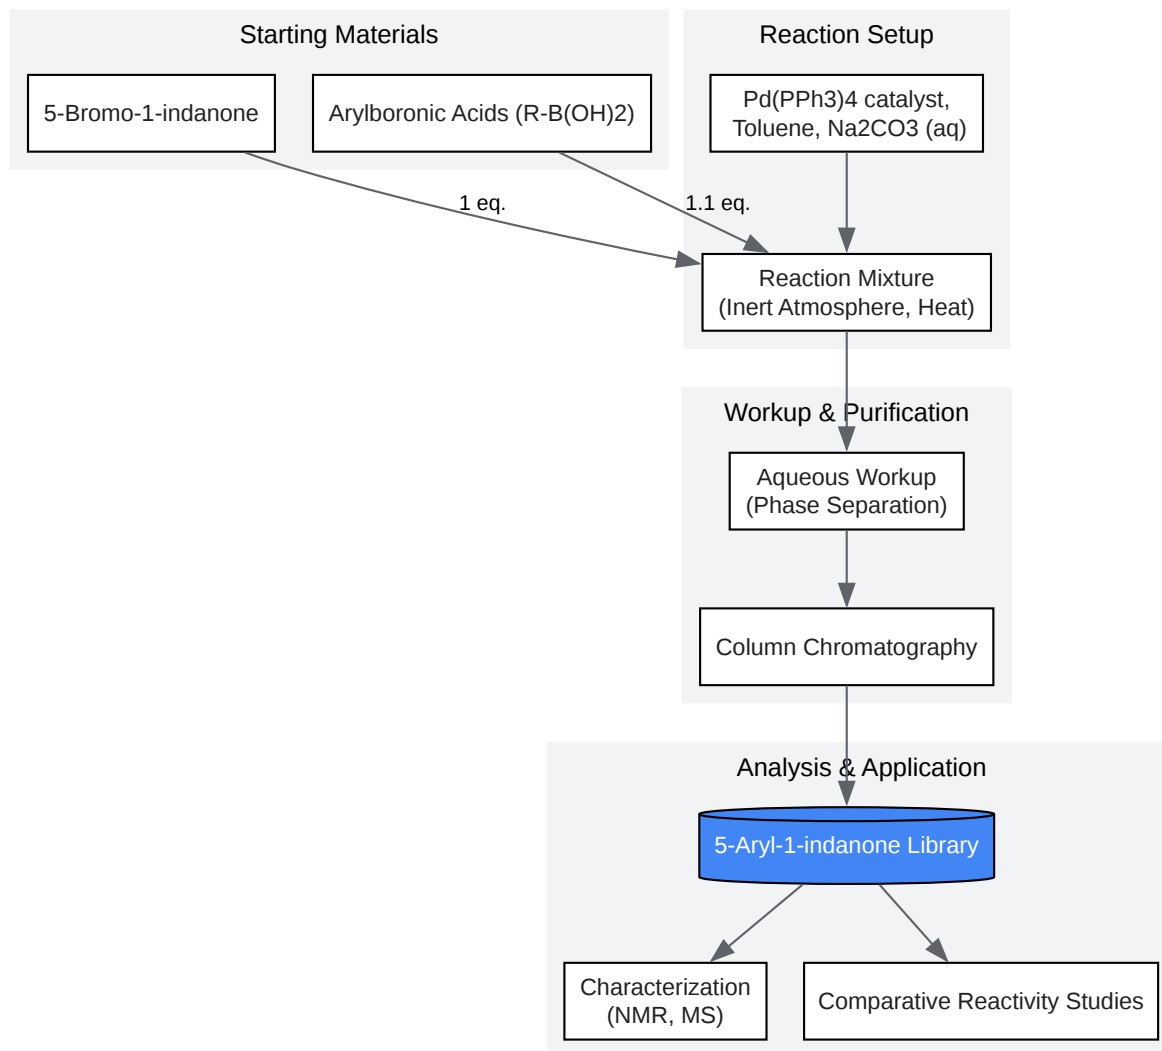 Starting Materials
Reaction Setup
5-Bromo-1-indanone
Arylboronic Acids (R-B(OH)2)
Pd(PPh3)4 catalyst,
Toluene, Na2CO3 (aq)
1 eq.
1.1 eq.
Reaction Mixture
(Inert Atmosphere, Heat)
Workup & Purification
Aqueous Workup
(Phase Separation)
Column Chromatography
Analysis & Application
5-Aryl-1-indanone Library
Characterization
(NMR, MS)
Comparative Reactivity Studies